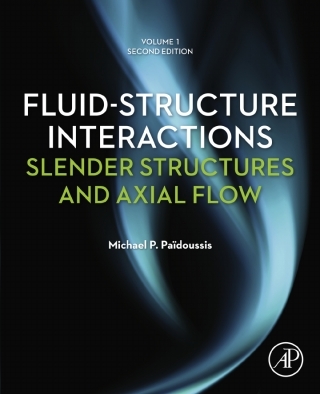 VOLUME 1
SECOND EDITION
FLUID-STRUCTURE
INTERACTIONS
SLENDER STRUCTURES
AND AXIAL FLOW
Michael P. Païdoussis
AP